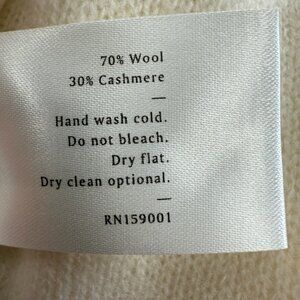 70% Wool
30% Cashmere
—
Hand wash cold.
Do not bleach.
Dry flat.
Dry clean optional.
—
RN159001